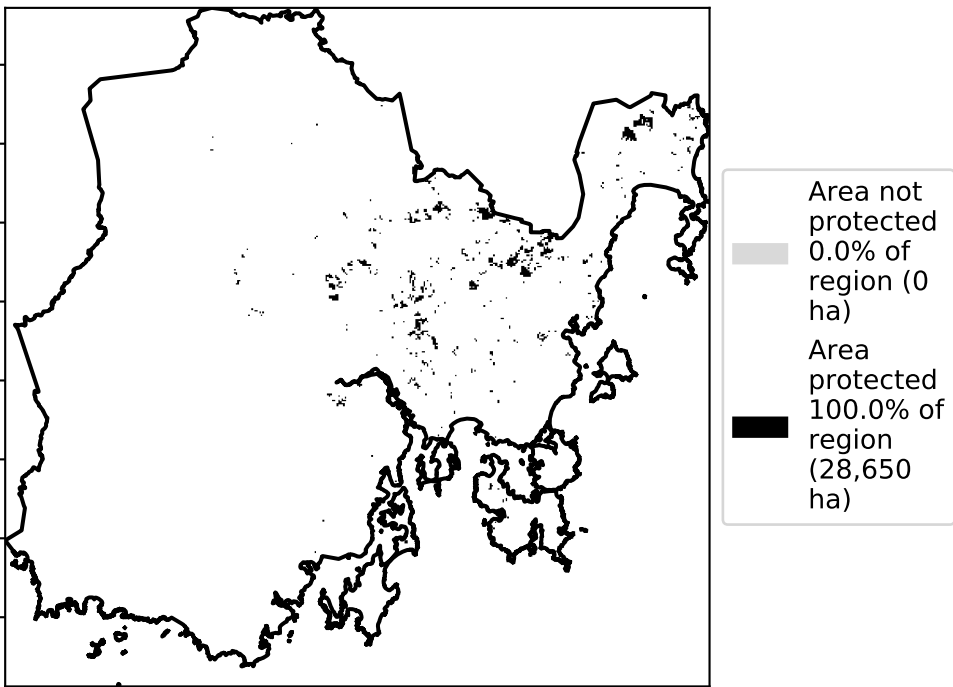 Area not
protected
0.0% of
region (0
ha)
Area
protected
100.0% of
region
(28,650
ha)